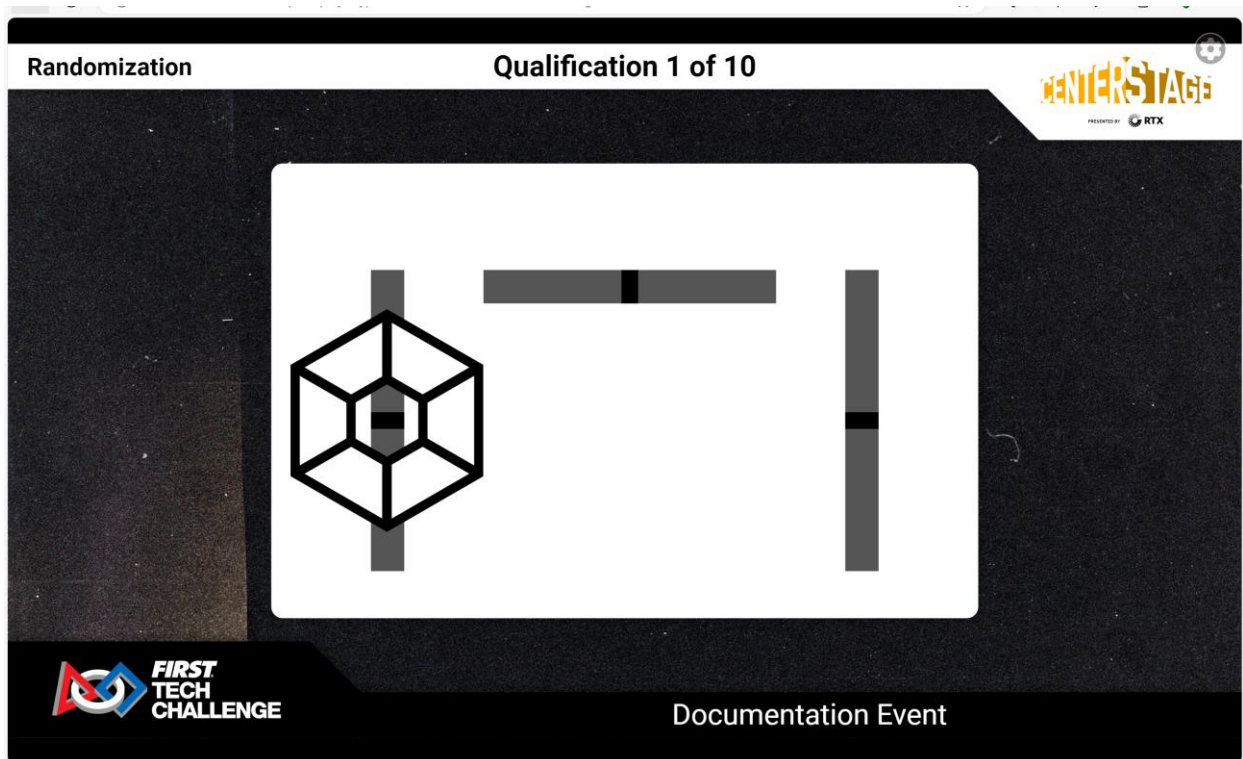 Randomization
Qualification 1 of 10
CENTERSTAGE
PRESENTED BY RTX
FIRST
TECH
CHALLENGE
Documentation Event